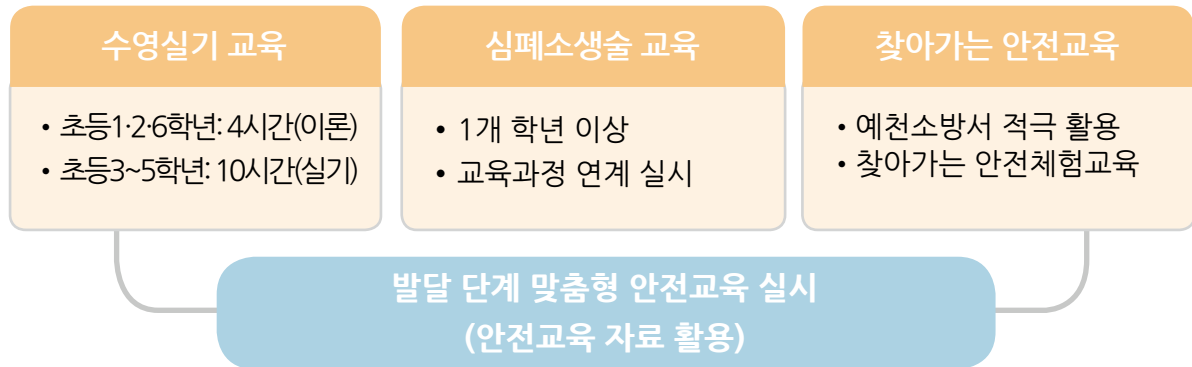 수영실기 교육
• 초등1·2·6학년: 4시간(이론)
• 초등3~5학년: 10시간(실기)
심폐소생술 교육
• 1개 학년 이상
• 교육과정 연계 실시
찾아가는 안전교육
• 예천소방서 적극 활용
• 찾아가는 안전체험교육
발달 단계 맞춤형 안전교육 실시
(안전교육 자료 활용)